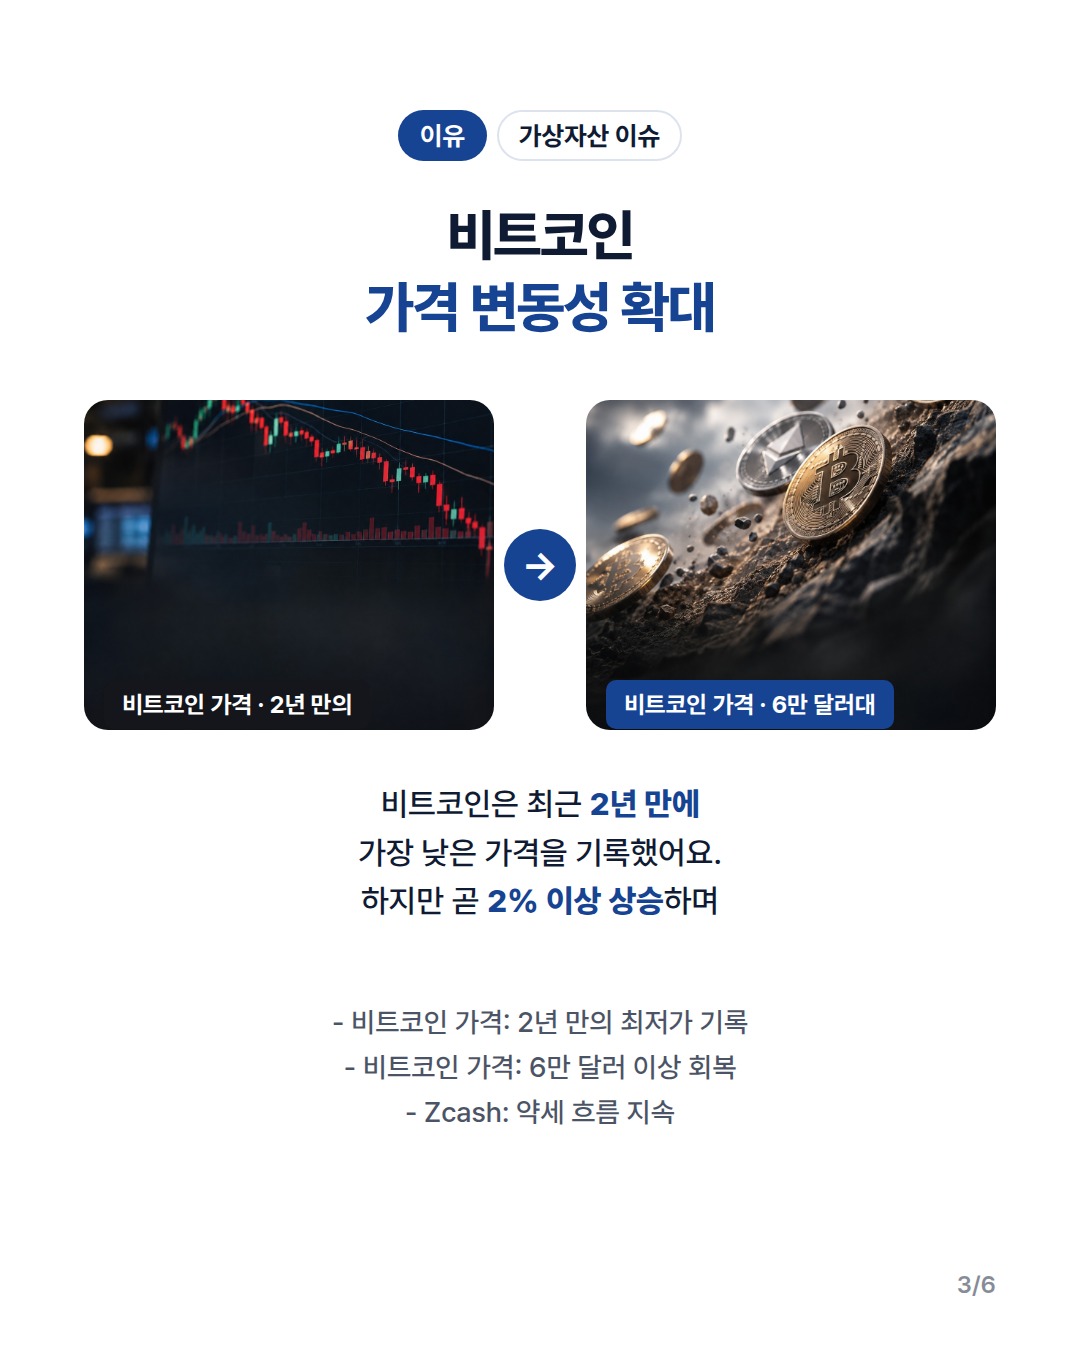 이유
가상자산 이슈
비트코인
가격 변동성 확대
비트코인 가격 · 2년 만의
→
비트코인 가격 · 6만 달러대
비트코인은 최근 2년 만에
가장 낮은 가격을 기록했어요.
하지만 곧 2% 이상 상승하며
- 비트코인 가격: 2년 만의 최저가 기록
- 비트코인 가격: 6만 달러 이상 회복
- Zcash: 약세 흐름 지속
3/6